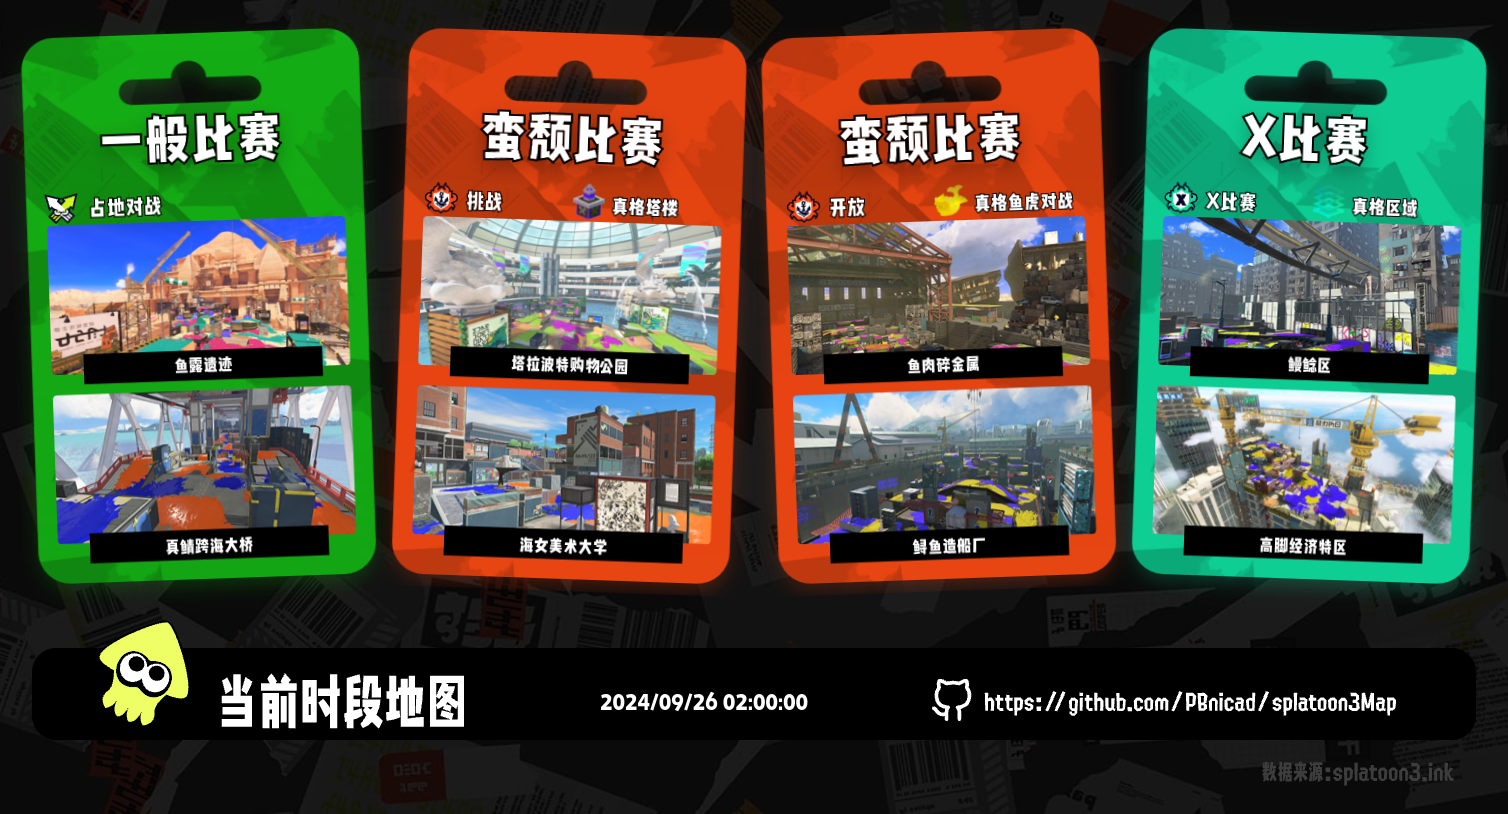 一般比赛
占地对战
鱼露遗迹
真鲭跨海大桥
蛮颓比赛
挑战
真格塔楼
塔拉波特购物公园
海女美术大学
蛮颓比赛
开放
真格鱼虎对战
鱼肉碎金属
鲟鱼造船厂
X比赛
X比赛
真格区域
鳗鲶区
高脚经济特区
当前时段地图
2024/09/26 02:00:00
https://github.com/PBnicad/splatoon3Map
数据来源:splatoon3.ink